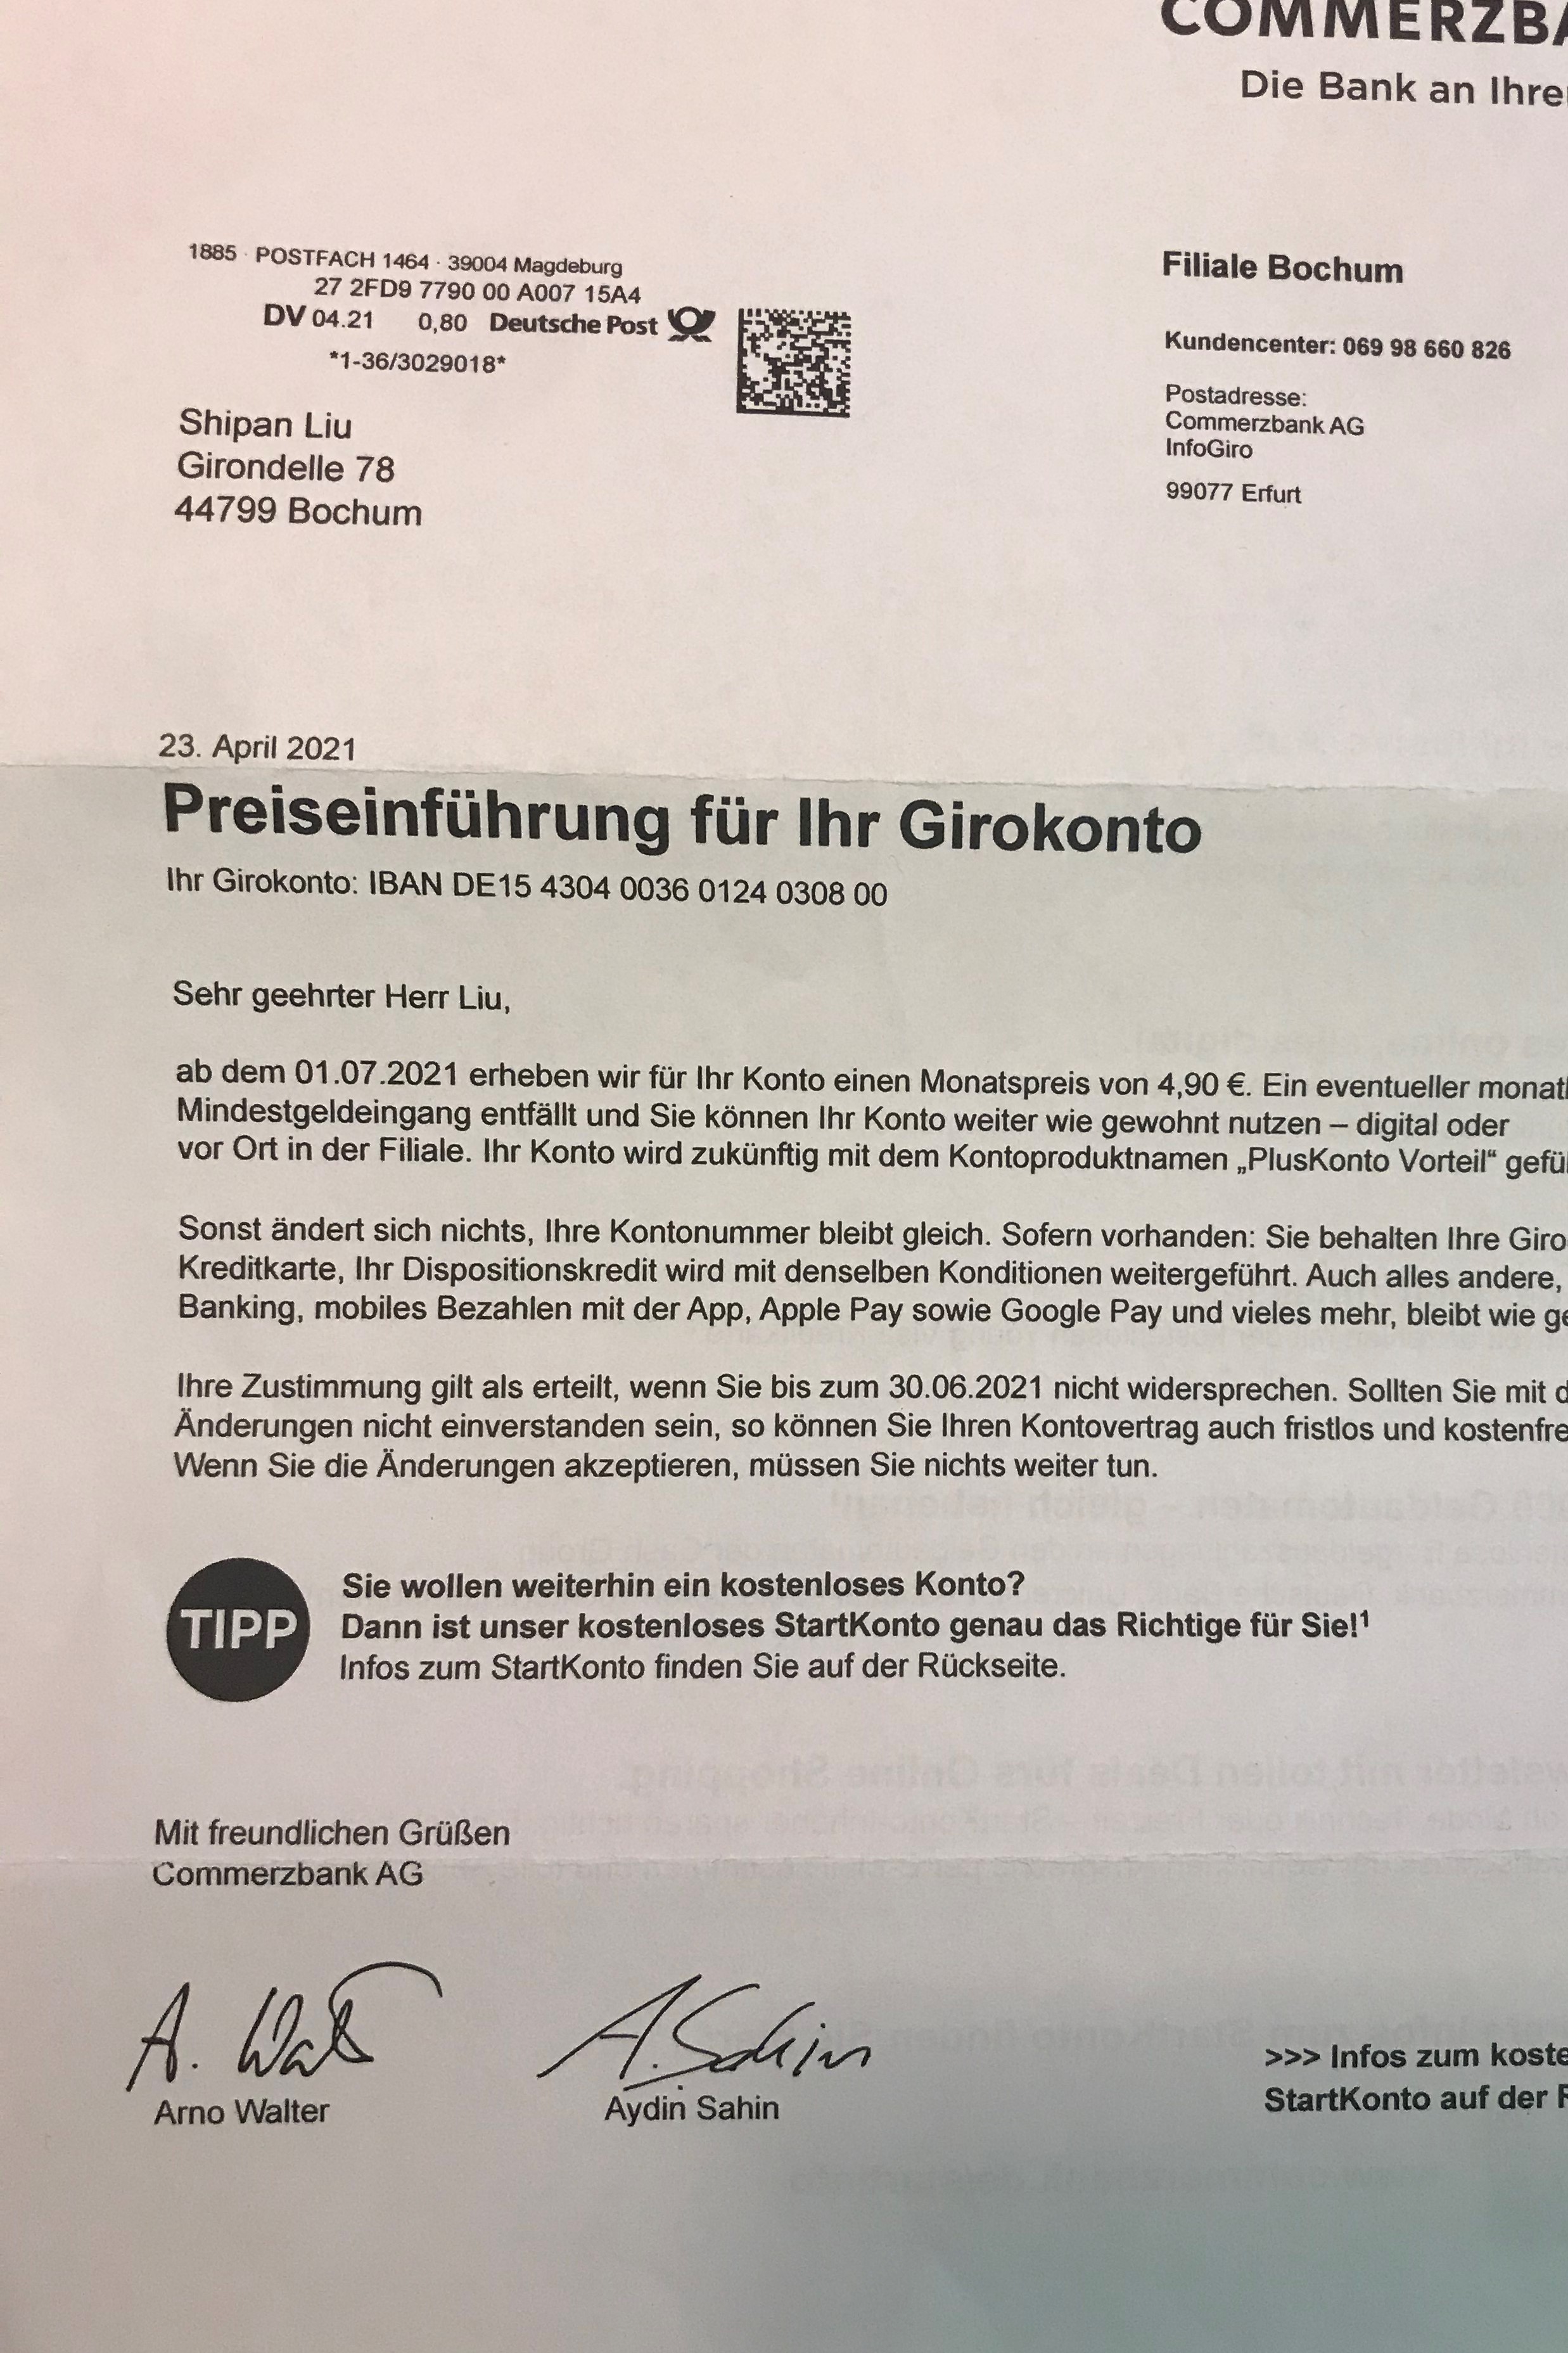 COMMERZBA
Die Bank an Ihre
1885 · POSTFACH 1464 · 39004 Magdeburg
27 2FD9 7790 00 A007 15A4
DV 04.21 0,80 Deutsche Post
*1-36/3029018*
Shipan Liu
Girondelle 78
44799 Bochum
Filiale Bochum
Kundencenter: 069 98 660 826
Postadresse:
Commerzbank AG
InfoGiro
99077 Erfurt
23. April 2021
Preiseinführung für Ihr Girokonto
Ihr Girokonto: IBAN DE15 4304 0036 0124 0308 00
Sehr geehrter Herr Liu,
ab dem 01.07.2021 erheben wir für Ihr Konto einen Monatspreis von 4,90 €. Ein eventueller monatl
Mindestgeldeingang entfällt und Sie können Ihr Konto weiter wie gewohnt nutzen – digital oder
vor Ort in der Filiale. Ihr Konto wird zukünftig mit dem Kontoproduktnamen „PlusKonto Vorteil“ gefü
Sonst ändert sich nichts, Ihre Kontonummer bleibt gleich. Sofern vorhanden: Sie behalten Ihre Giro
Kreditkarte, Ihr Dispositionskredit wird mit denselben Konditionen weitergeführt. Auch alles andere,
Banking, mobiles Bezahlen mit der App, Apple Pay sowie Google Pay und vieles mehr, bleibt wie ge
Ihre Zustimmung gilt als erteilt, wenn Sie bis zum 30.06.2021 nicht widersprechen. Sollten Sie mit d
Änderungen nicht einverstanden sein, so können Sie Ihren Kontovertrag auch fristlos und kostenfre
Wenn Sie die Änderungen akzeptieren, müssen Sie nichts weiter tun.
TIPP
Sie wollen weiterhin ein kostenloses Konto?
Dann ist unser kostenloses StartKonto genau das Richtige für Sie!¹
Infos zum StartKonto finden Sie auf der Rückseite.
Mit freundlichen Grüßen
Commerzbank AG
Arno Walter
Aydin Sahin
>>> Infos zum koste
StartKonto auf der R